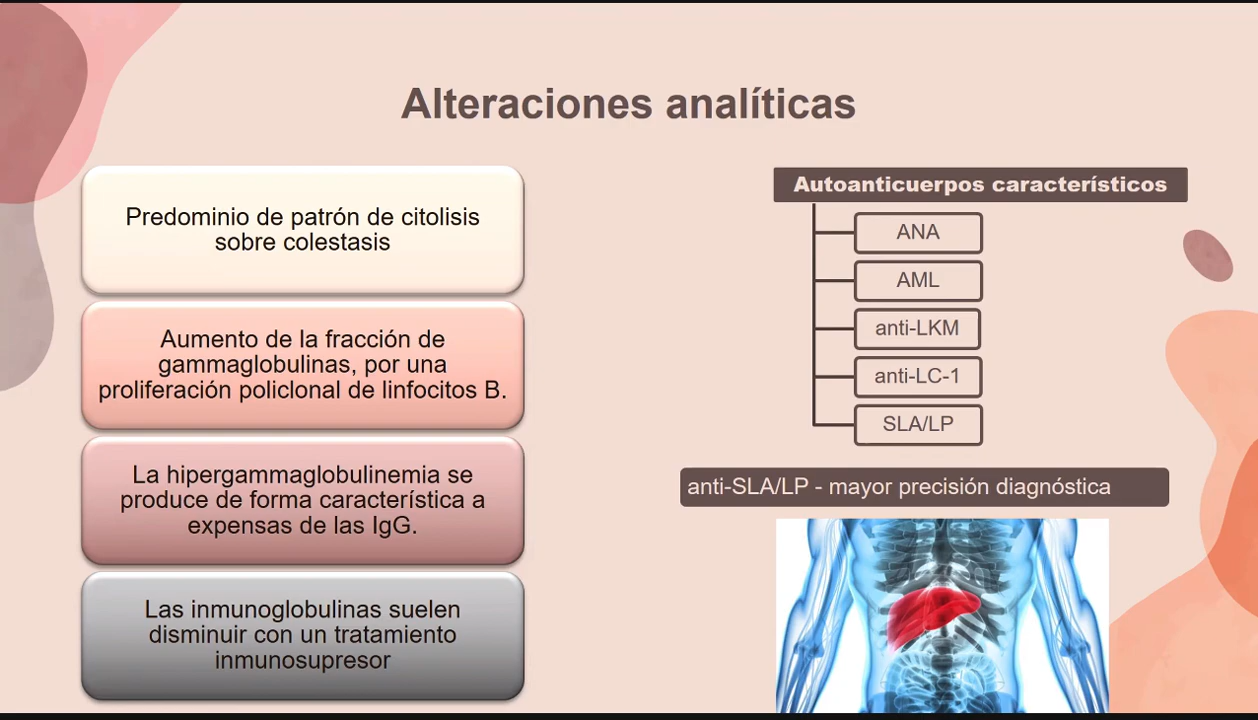 Alteraciones analíticas
Predominio de patrón de citolisis
sobre colestasis
Aumento de la fracción de
gammaglobulinas, por una
proliferación policlonal de linfocitos B.
La hipergammaglobulinemia se
produce de forma característica a
expensas de las IgG.
Las inmunoglobulinas suelen
disminuir con un tratamiento
inmunosupresor
Autoanticuerpos característicos
ANA
AML
anti-LKM
anti-LC-1
SLA/LP
anti-SLA/LP - mayor precisión diagnóstica